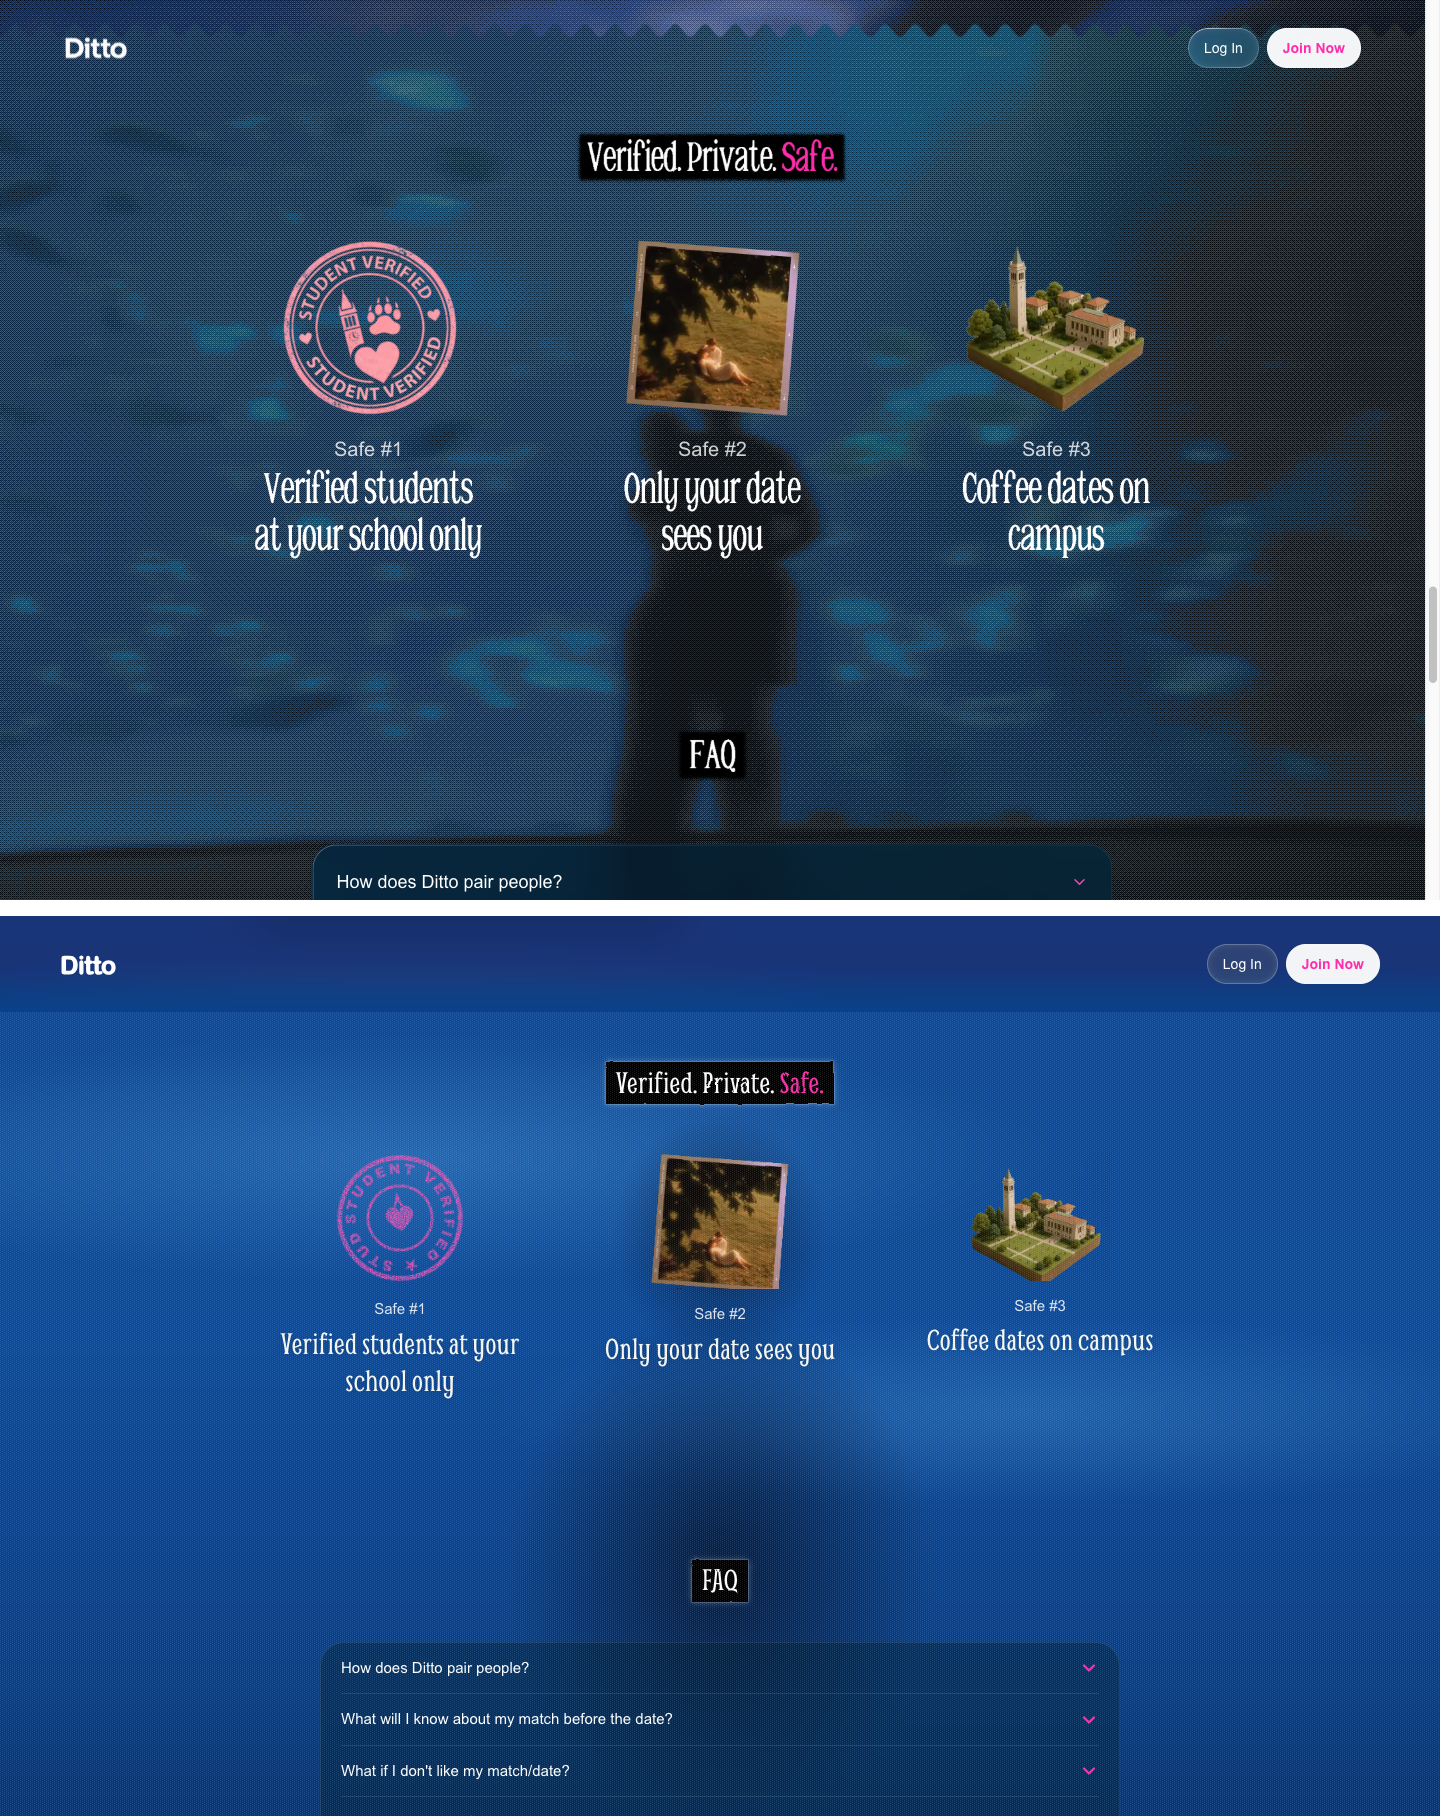 Ditto
Log In
Join Now
Verified. Private. Safe.
STUDENT VERIFIED
STUDENT VERIFIED
Safe #1
Verified students
at your school only
Safe #2
Only your date
sees you
Safe #3
Coffee dates on
campus
FAQ
How does Ditto pair people?
Ditto
Log In
Join Now
Verified. Private. Safe.
STUDENT VERIFIED ★ STUD
Safe #1
Verified students at your
school only
Safe #2
Only your date sees you
Safe #3
Coffee dates on campus
FAQ
How does Ditto pair people?
What will I know about my match before the date?
What if I don't like my match/date?